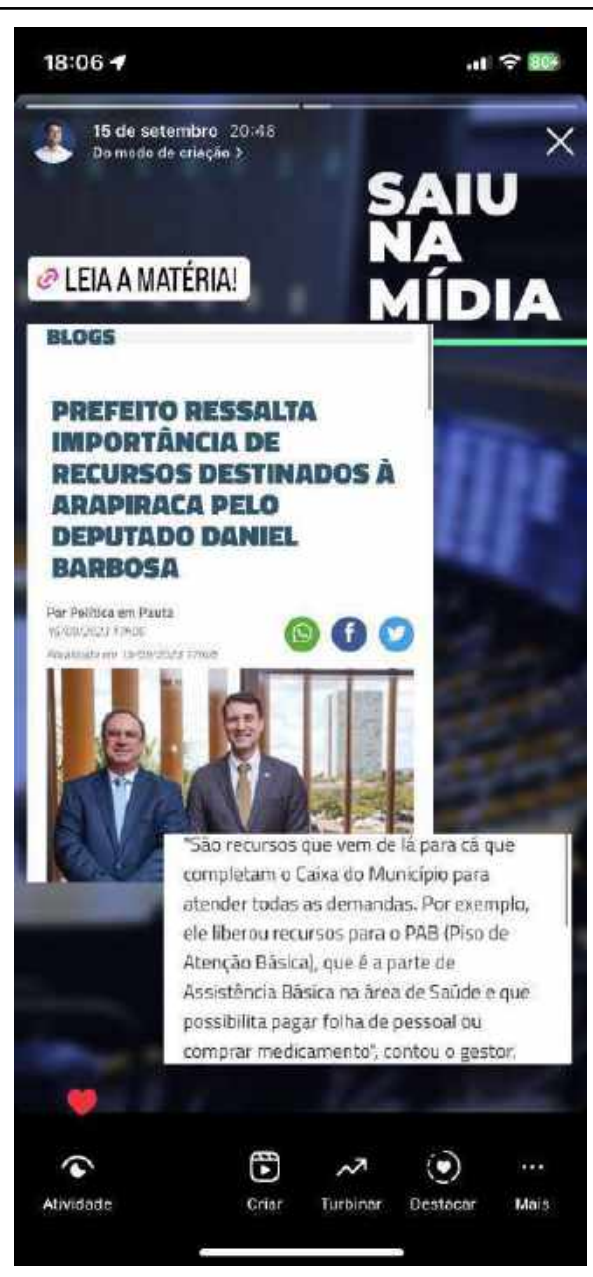 18:06
80
15 de setembro 20:48
Do modo de criação >
SAIU
NA
MÍDIA
LEIA A MATÉRIA!
BLOGS
PREFEITO RESSALTA
IMPORTÂNCIA DE
RECURSOS DESTINADOS À
ARAPIRACA PELO
DEPUTADO DANIEL
BARBOSA
Por Política em Pauta
"São recursos que vem de lá para cá que
completam o Caixa do Município para
atender todas as demandas. Por exemplo,
ele liberou recursos para o PAB (Piso de
Atenção Básica), que é a parte de
Assistência Básica na área de Saúde e que
possibilita pagar folha de pessoal ou
comprar medicamento", contou o gestor.
Atividade
Criar
Turbinar
Destacar
Mais